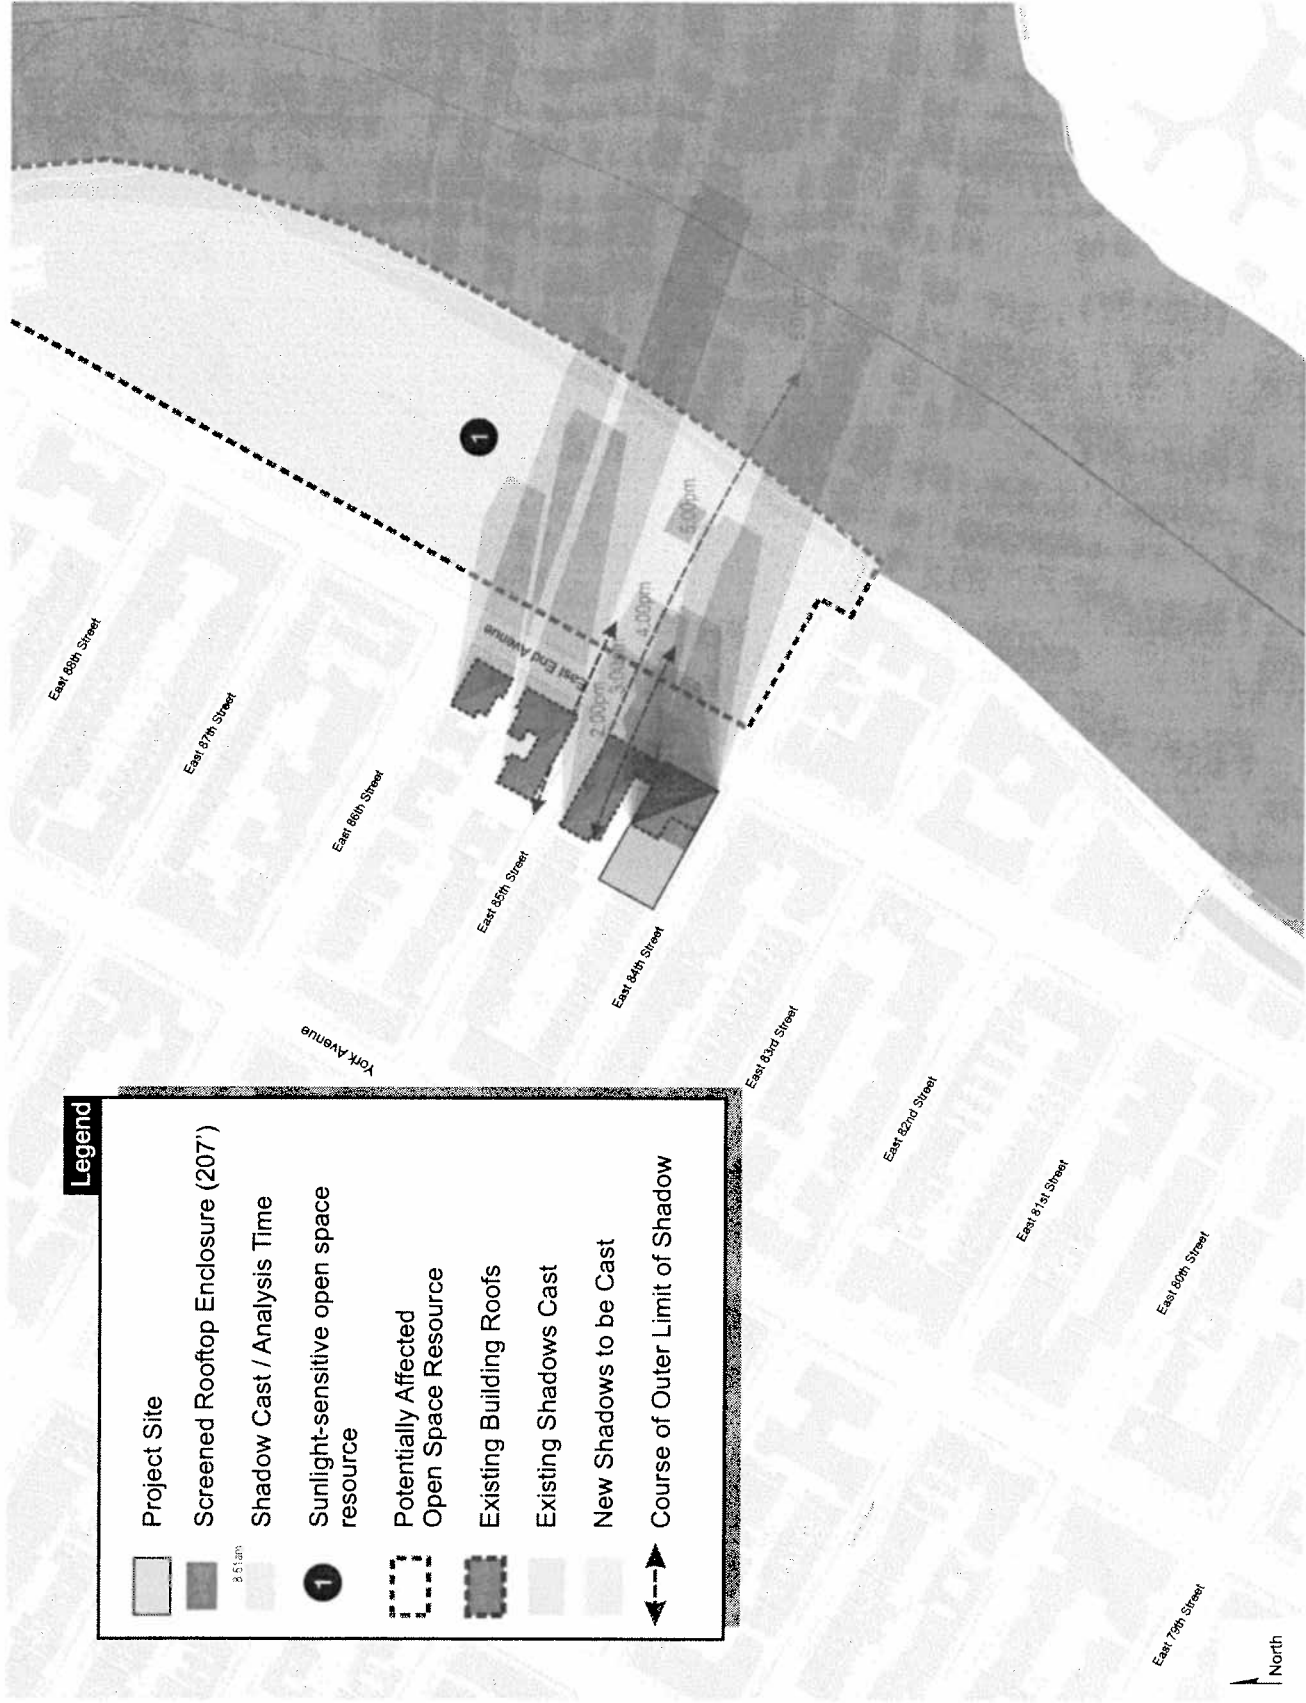 Legend
Project Site
Screened Rooftop Enclosure (207')
8:51am
Shadow Cast / Analysis Time
1
Sunlight-sensitive open space
resource
Potentially Affected
Open Space Resource
Existing Building Roofs
Existing Shadows Cast
New Shadows to be Cast
Course of Outer Limit of Shadow
East 88th Street
East 87th Street
East 86th Street
East 85th Street
East 84th Street
East 83rd Street
East 82nd Street
East 81st Street
East 80th Street
East 79th Street
York Avenue
East End Avenue
1
2:00pm
4:00pm
5:00pm
North